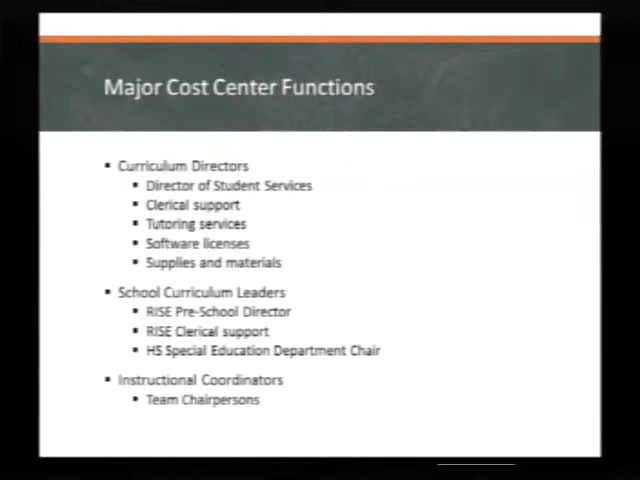 Major Cost Center Functions
Curriculum Directors
Director of Student Services
Clerical support
Tutoring services
Software licenses
Supplies and materials
School Curriculum Leaders
RISE Pre-School Director
RISE Clerical support
HS Special Education Department Chair
Instructional Coordinators
Team Chairpersons